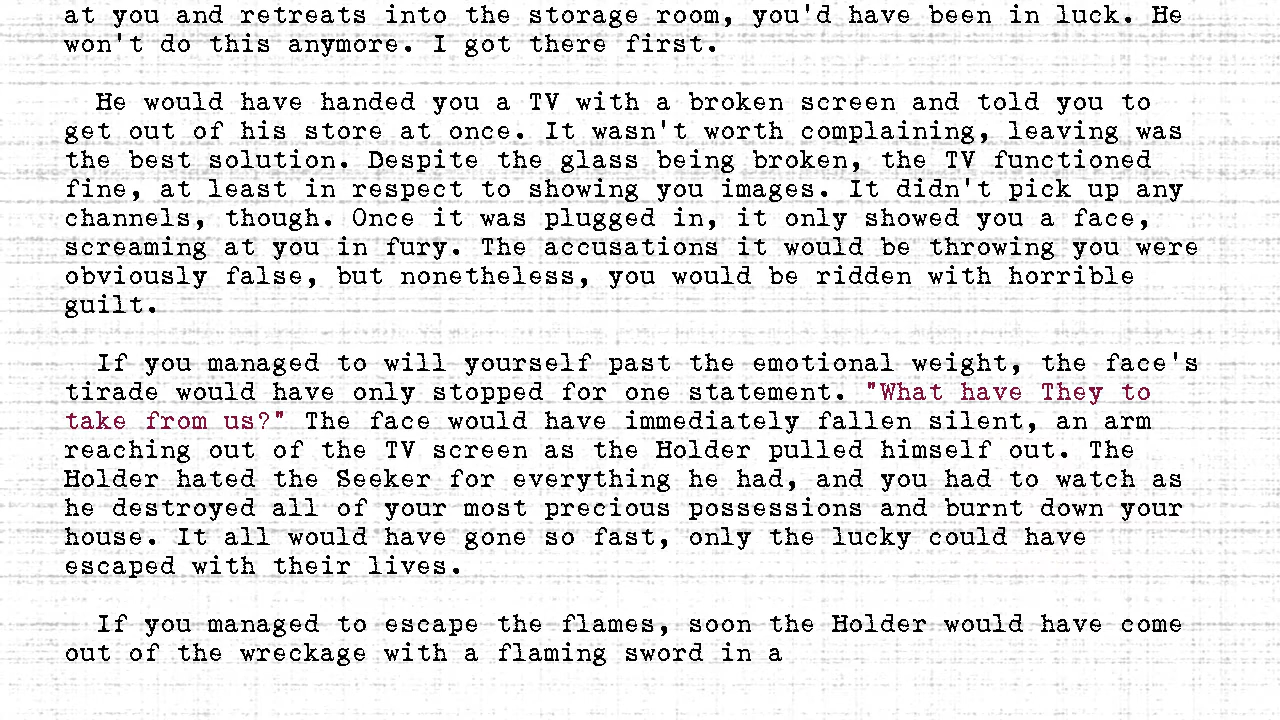 at you and retreats into the storage room, you'd have been in luck. He
won't do this anymore. I got there first.
He would have handed you a TV with a broken screen and told you to
get out of his store at once. It wasn't worth complaining, leaving was
the best solution. Despite the glass being broken, the TV functioned
fine, at least in respect to showing you images. It didn't pick up any
channels, though. Once it was plugged in, it only showed you a face,
screaming at you in fury. The accusations it would be throwing you were
obviously false, but nonetheless, you would be ridden with horrible
guilt.
If you managed to will yourself past the emotional weight, the face's
tirade would have only stopped for one statement. "What have They to
take from us?" The face would have immediately fallen silent, an arm
reaching out of the TV screen as the Holder pulled himself out. The
Holder hated the Seeker for everything he had, and you had to watch as
he destroyed all of your most precious possessions and burnt down your
house. It all would have gone so fast, only the lucky could have
escaped with their lives.
If you managed to escape the flames, soon the Holder would have come
out of the wreckage with a flaming sword in a